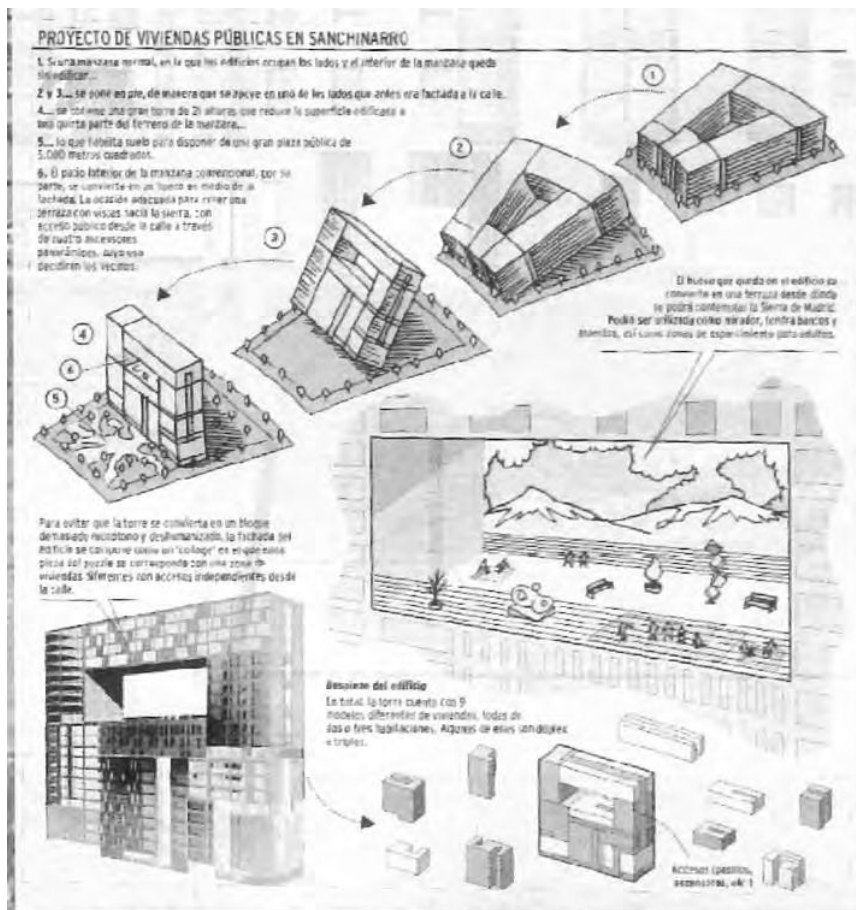 PROYECTO DE VIVIENDAS PÚBLICAS EN SANCHINARRO
1. Si una manzana normal, en la que los edificios ocupan los lados y el interior de la manzana queda
sin edificar...
2 y 3... se pone en pie, de manera que se apoye en uno de los lados que antes era fachada a la calle.
4... se obtiene una gran torre de 21 alturas que reduce la superficie edificada a
una quinta parte del terreno de la manzana...
5... lo que habilita suelo para disponer de una gran plaza pública de
5.000 metros cuadrados.
6. El patio interior de la manzana convencional, por su
parte, se convierte en un hueco en medio de la
fachada. La ocasión adecuada para crear una
terraza con vistas hacia la sierra, con
acceso público desde la calle a través
de cuatro ascensores
panorámicos, cuyo uso
decidirán los vecinos.
1
2
3
4
6
5
El hueco que queda en el edificio se
convierte en una terraza desde donde
se podrá contemplar la Sierra de Madrid.
Podrá ser utilizada como mirador, tendrá bancos y
, así como zonas de esparcimiento para adultos.
Para evitar que la torre se convierta en un bloque
demasiado monótono y deshumanizado, la fachada del
edificio se compone como un 'collage' en el que cada
pieza del puzzle se corresponde con una zona de
viviendas diferentes con accesos independientes desde
la calle.
Despiece del edificio
En total, la torre cuenta con 9
modelos diferentes de viviendas, todas de
dos o tres habitaciones. Algunos de esos son dúplex
o triplex.
Accesos (pasillos,
ascensores, etc.)